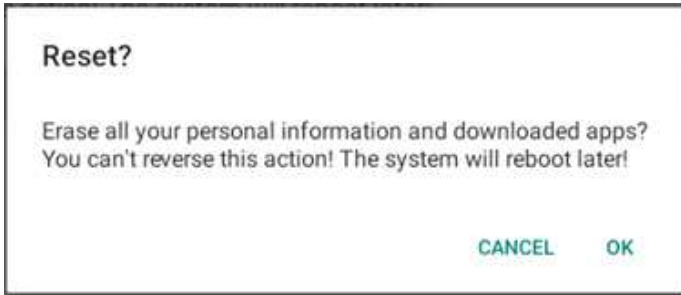 Reset?
Erase all your personal information and downloaded apps?
You can't reverse this action! The system will reboot later!
CANCEL OK